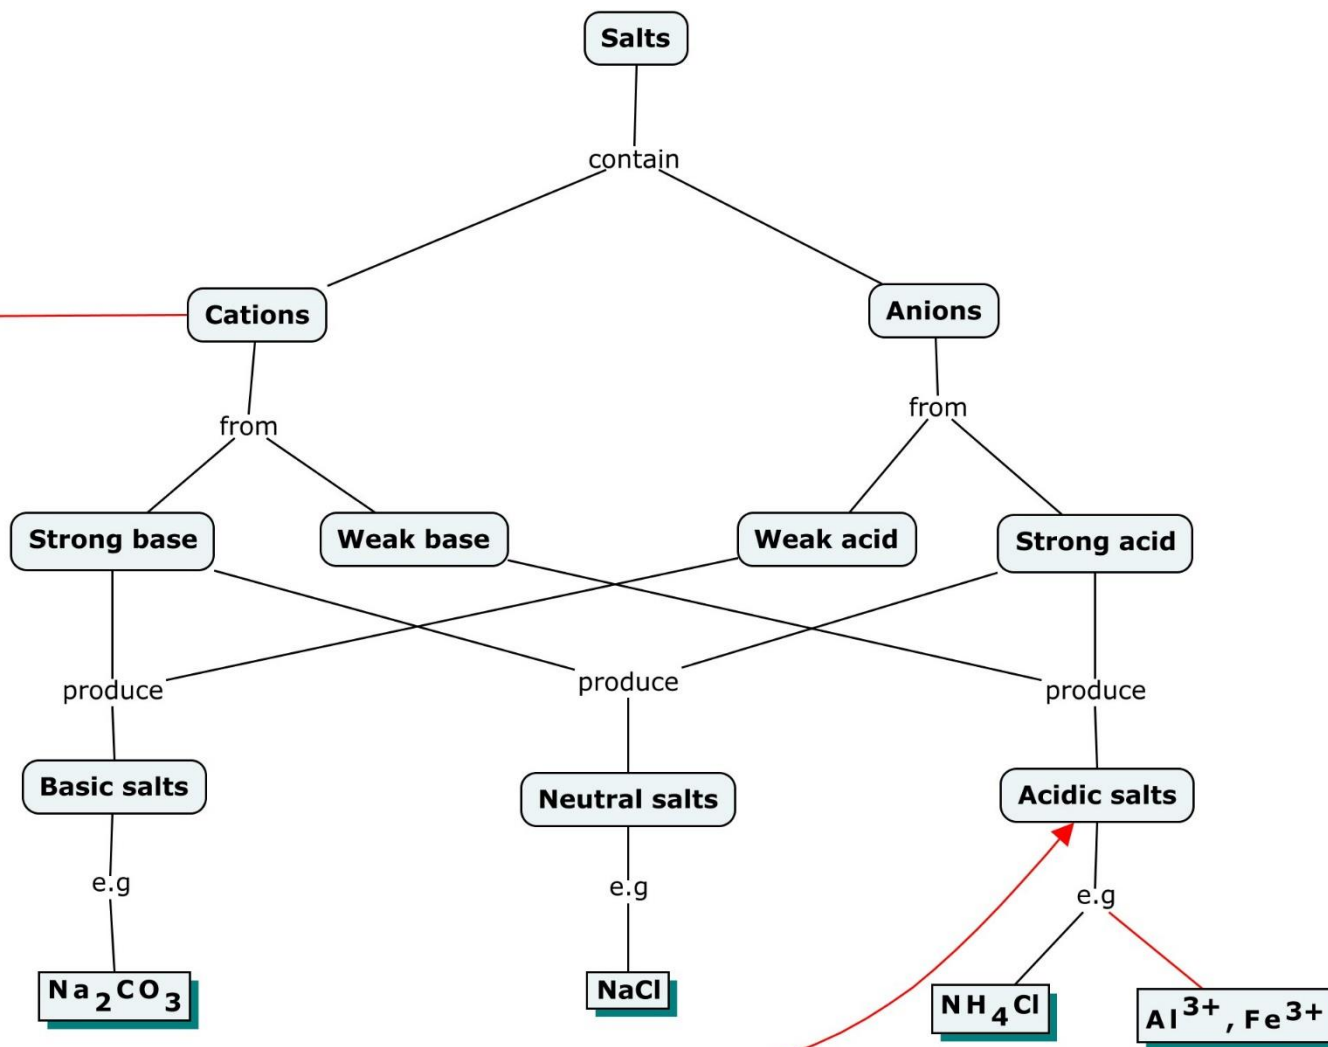 Salts
contain
Cations
Anions
from
from
Strong base
Weak base
Weak acid
Strong acid
produce
produce
produce
Basic salts
Neutral salts
Acidic salts
e.g
e.g
e.g
Na₂CO₃
NaCl
NH₄Cl
Al³⁺, Fe³⁺